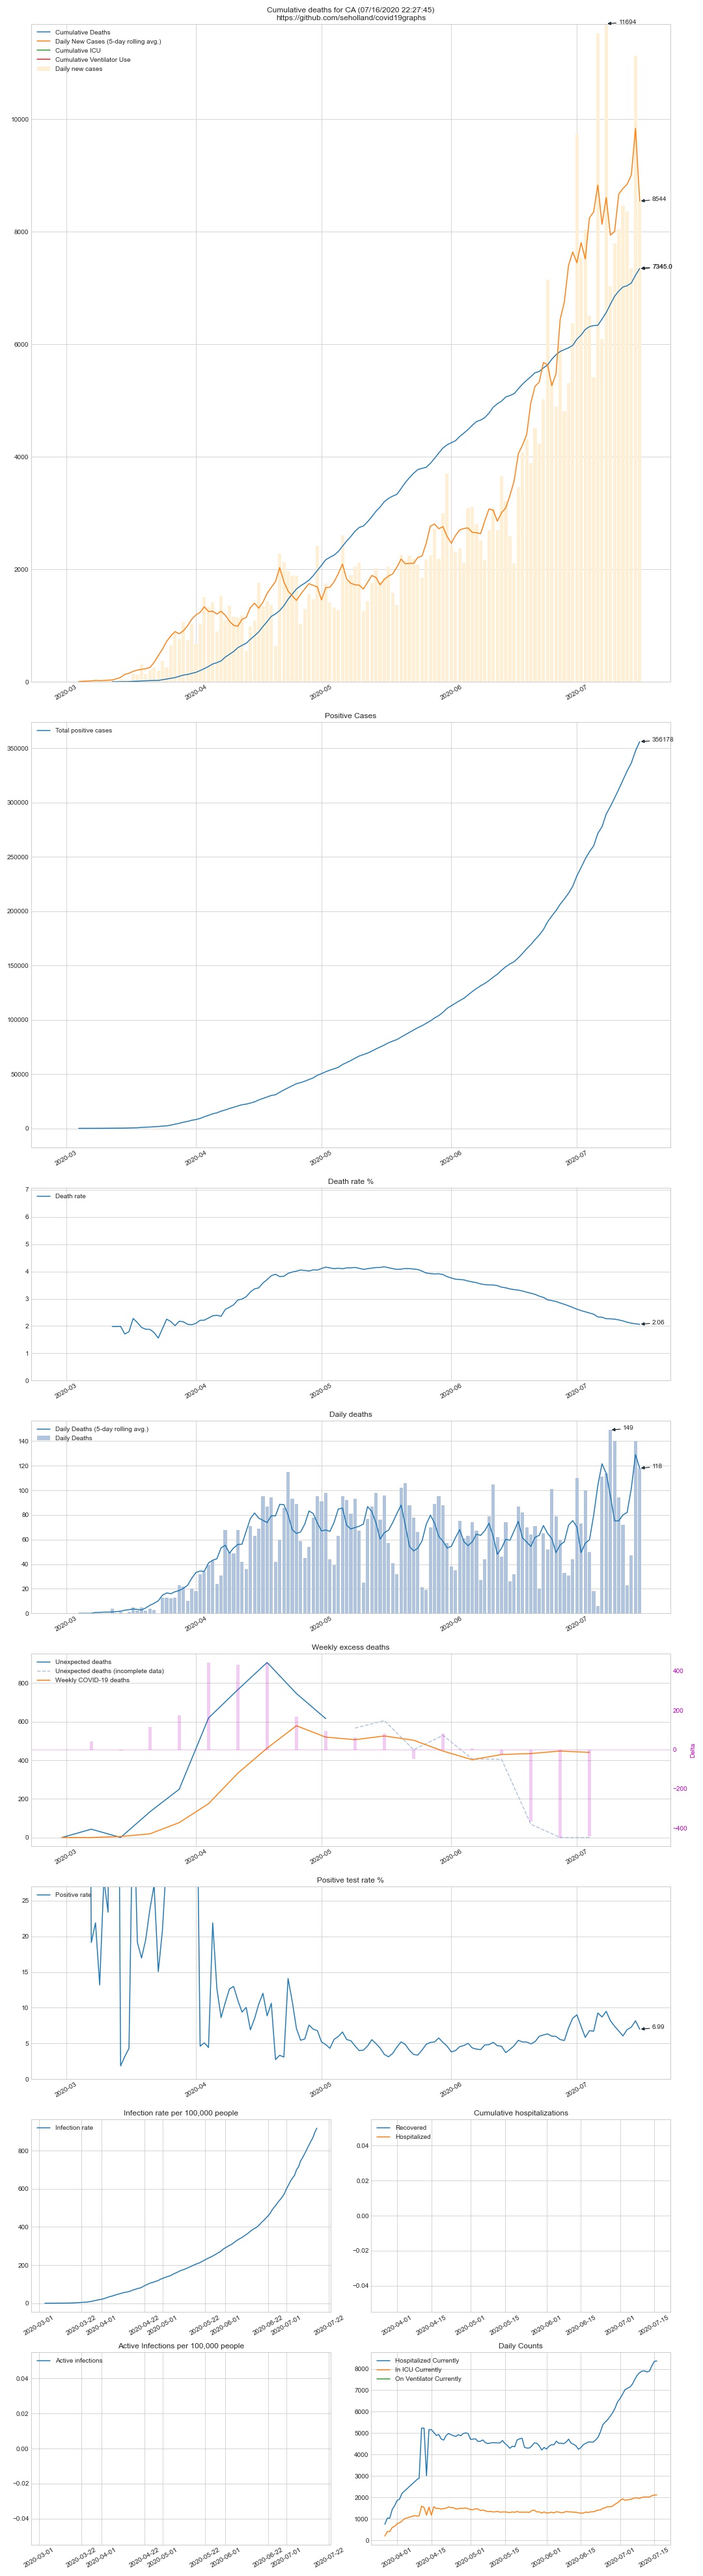 Cumulative deaths for CA (07/16/2020 22:27:45)
https://github.com/seholland/covid19graphs
Cumulative Deaths
Daily New Cases (5-day rolling avg.)
Cumulative ICU
Cumulative Ventilator Use
Daily new cases
11694
10000
8544
8000
7345.0
6000
4000
2000
0
2020-03 2020-04 2020-05 2020-06 2020-07
Positive Cases
Total positive cases
356178
350000
300000
250000
200000
150000
100000
50000
0
2020-03 2020-04 2020-05 2020-06 2020-07
Death rate %
Death rate
7
6
5
4
3
2
2.06
1
0
2020-03 2020-04 2020-05 2020-06 2020-07
Daily deaths
Daily Deaths (5-day rolling avg.)
Daily Deaths
149
140
120
118
100
80
60
40
20
0
2020-03 2020-04 2020-05 2020-06 2020-07
Weekly excess deaths
Unexpected deaths
Unexpected deaths (incomplete data)
Weekly COVID-19 deaths
800
600
400
200
0
400
200
0
−200
−400
Delta
2020-03 2020-04 2020-05 2020-06 2020-07
Positive test rate %
Positive rate
25
20
15
10
6.99
5
0
2020-03 2020-04 2020-05 2020-06 2020-07
Infection rate per 100,000 people
Infection rate
800
600
400
200
0
2020-03-01 2020-03-22 2020-04-01 2020-04-22 2020-05-01 2020-05-22 2020-06-01 2020-06-22 2020-07-01 2020-07-22
Cumulative hospitalizations
Recovered
Hospitalized
0.04
0.02
0.00
−0.02
−0.04
2020-04-01 2020-04-15 2020-05-01 2020-05-15 2020-06-01 2020-06-15 2020-07-01 2020-07-15
Active Infections per 100,000 people
Active infections
0.04
0.02
0.00
−0.02
−0.04
2020-03-01 2020-03-22 2020-04-01 2020-04-22 2020-05-01 2020-05-22 2020-06-01 2020-06-22 2020-07-01 2020-07-22
Daily Counts
Hospitalized Currently
In ICU Currently
On Ventilator Currently
8000
7000
6000
5000
4000
3000
2000
1000
0
2020-04-01 2020-04-15 2020-05-01 2020-05-15 2020-06-01 2020-06-15 2020-07-01 2020-07-15